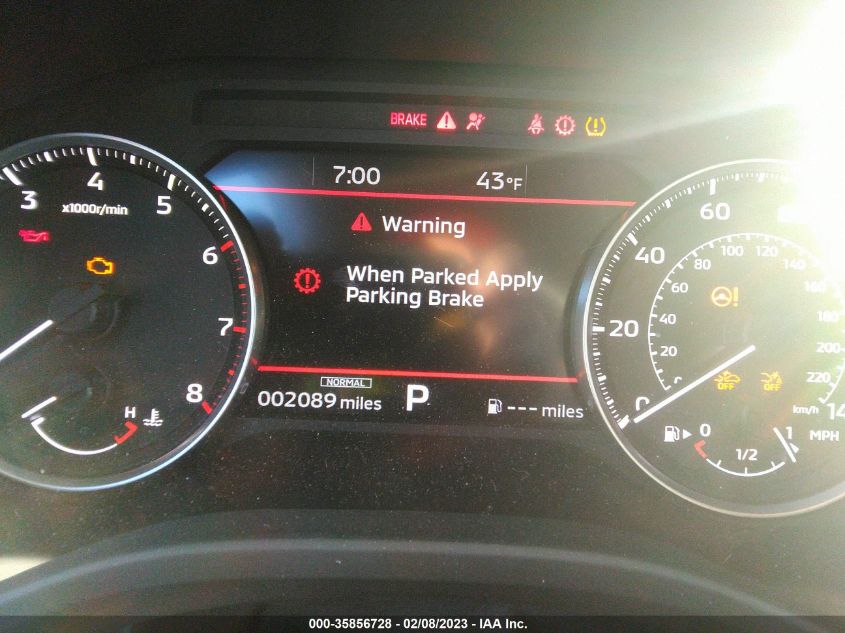 BRAKE
7:00 43°F
3 4 5 6 7 8
x1000r/min
Warning
When Parked Apply
Parking Brake
NORMAL
002089 miles P --- miles
H
0 20 40 60
MPH
20 40 60 80 100 120 140 160 180 200 220
km/h
OFF OFF
0 1/2 1
000-35856728 - 02/08/2023 - IAA Inc.